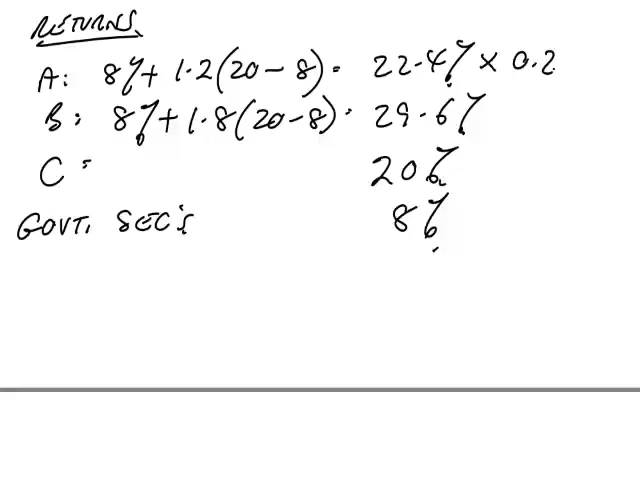 RETURNS
A: 8%+ 1.2(20-8) = 22.4% × 0.2
B: 8%+ 1.8(20-8) = 29.6%
C = 20%
GOVT. SEC's 8%